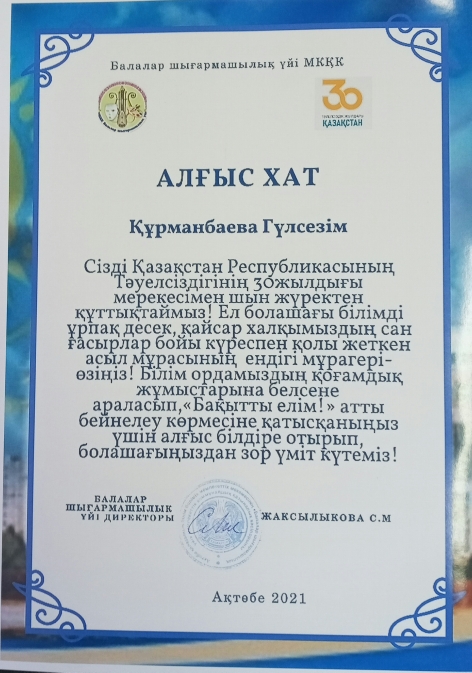 Балалар шығармашылық үйі МКҚК
30
ҚАЗАҚСТАН
АЛҒЫС ХАТ
Құрманбаева Гүлсезім
Сізді Қазақстан Республикасының
Тәуелсіздігінің 30жылдығы
мерекесімен шын жүректен
құттықтаймыз! Ел болашағы білімді
ұрпақ десек, қайсар халқымыздың сан
ғасырлар бойы күреспен қолы жеткен
асыл мұрасының ендігі мұрагері-
өзіңіз! Білім ордамыздың қоғамдық
жұмыстарына белсене
араласып,«Бақытты елім!» атты
бейнелеу көрмесіне қатысқаныңыз
үшін алғыс білдіре отырып,
болашағыңыздан зор үміт күтеміз!
БАЛАЛАР
ШЫҒАРМАШЫЛЫК
ҮЙІ ДИРЕКТОРЫ
ЖАКСЫЛЫКОВА С.М
Ақтөбе 2021